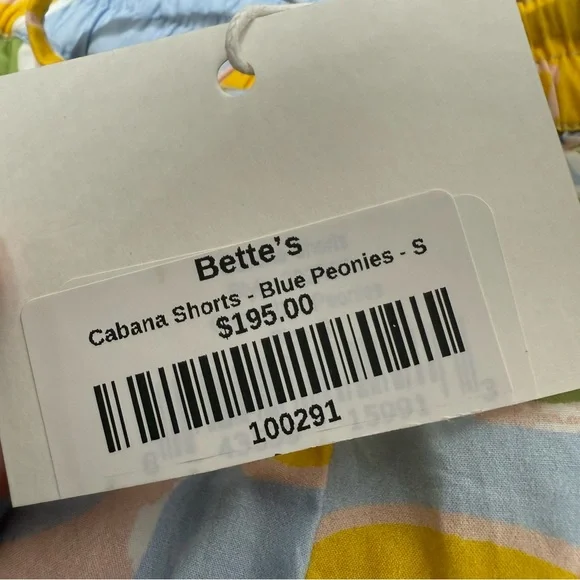 Bette's
Cabana Shorts - Blue Peonies - S
$195.00
100291